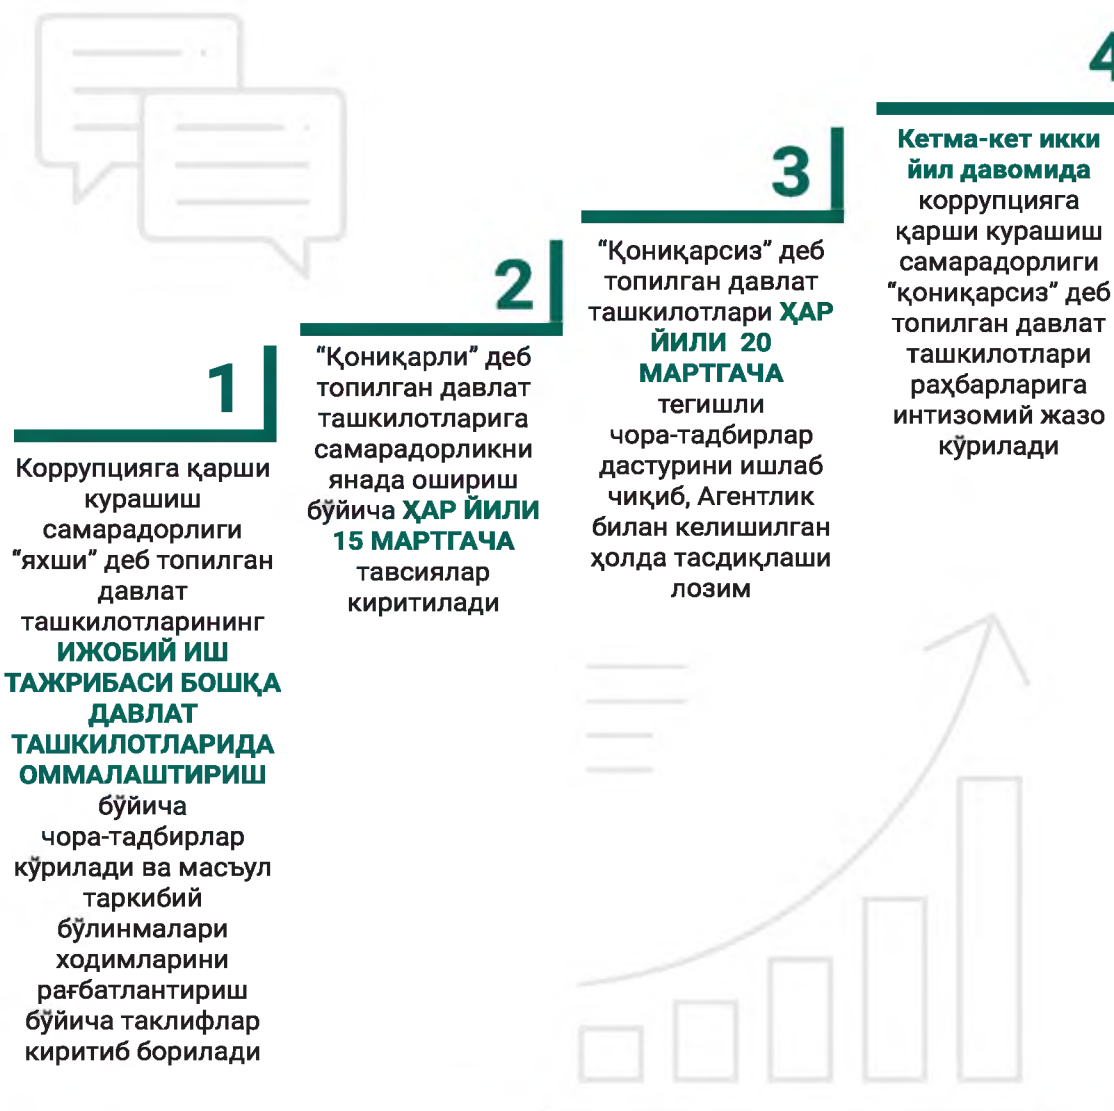 1
Коррупцияга қарши
курашиш
самарадорлиги
“яхши” деб топилган
давлат
ташкилотларининг
ИЖОБИЙ ИШ
ТАЖРИБАСИ БОШҚА
ДАВЛАТ
ТАШКИЛОТЛАРИДА
ОММАЛАШТИРИШ
бўйича
чора-тадбирлар
кўрилади ва масъул
таркибий
бўлинмалари
ходимларини
рағбатлантириш
бўйича таклифлар
киритиб борилади
2
“Қониқарли” деб
топилган давлат
ташкилотларига
самарадорликни
янада ошириш
бўйича ҲАР ЙИЛИ
15 МАРТГАЧА
тавсиялар
киритилади
3
“Қониқарсиз” деб
топилган давлат
ташкилотлари ҲАР
ЙИЛИ 20
МАРТГАЧА
тегишли
чора-тадбирлар
дастурини ишлаб
чиқиб, Агентлик
билан келишилган
ҳолда тасдиқлаши
лозим
4
Кетма-кет икки
йил давомида
коррупцияга
қарши курашиш
самарадорлиги
“қониқарсиз” деб
топилган давлат
ташкилотлари
раҳбарларига
интизомий жазо
кўрилади